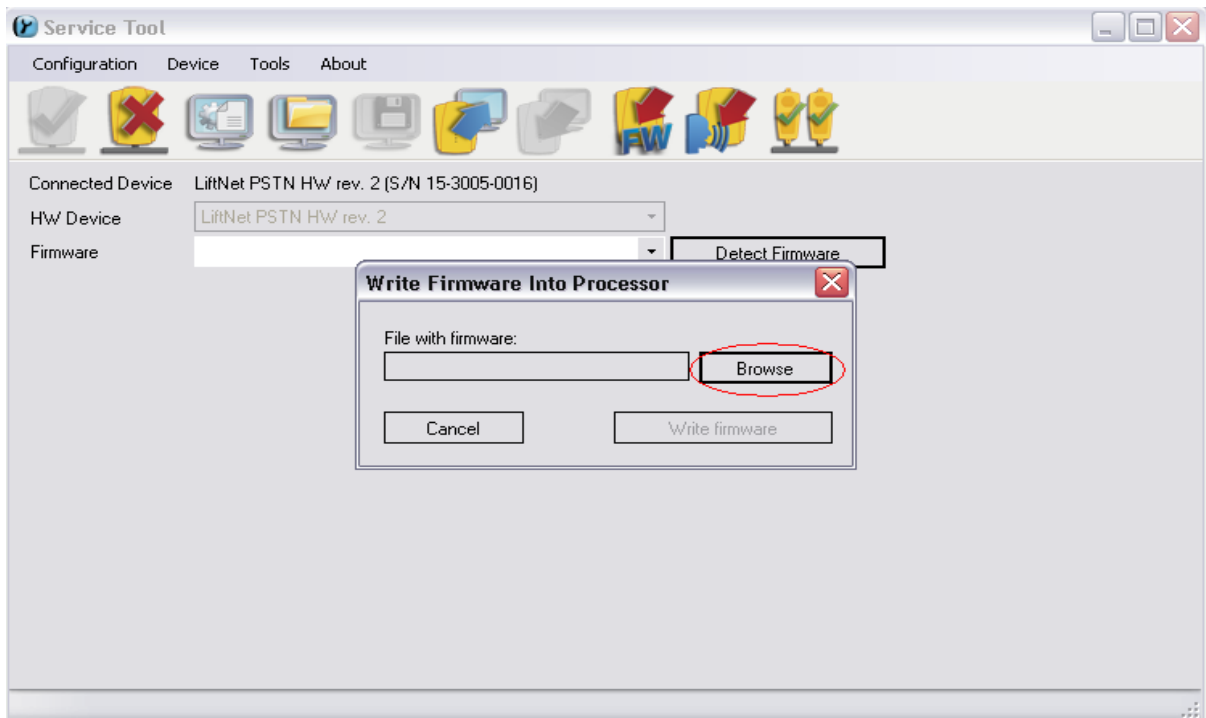 Service Tool
Configuration Device Tools About
FW
Connected Device LiftNet PSTN HW rev. 2 (S/N 15-3005-0016)
HW Device LiftNet PSTN HW rev. 2
Firmware Detect Firmware
Write Firmware Into Processor
File with firmware:
Browse
Cancel Write firmware